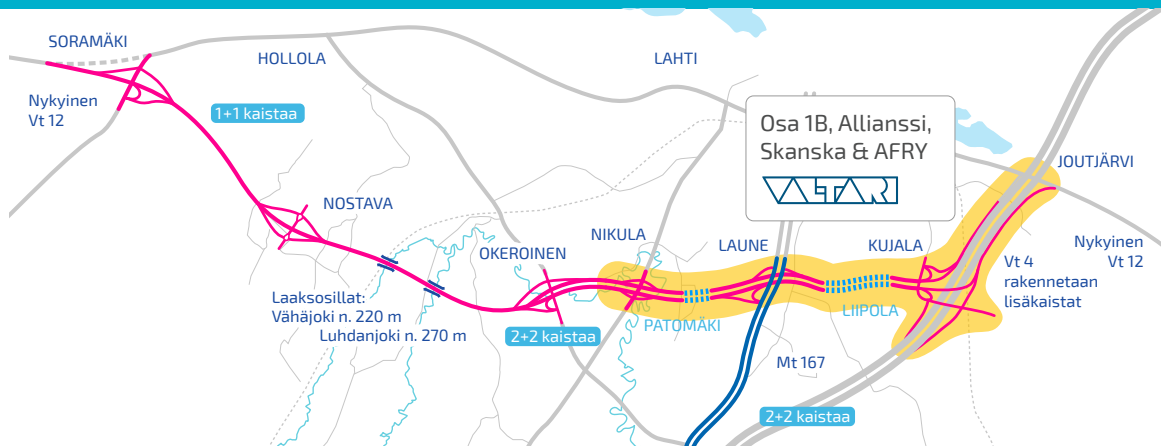 SORAMÄKI
HOLLOLA
LAHTI
Nykyinen
Vt 12
1+1 kaistaa
Osa 1B, Allianssi,
Skanska & AFRY
VALTARI
JOUTJÄRVI
NOSTAVA
OKEROINEN
NIKULA
LAUNE
KUJALA
Nykyinen
Vt 12
Vt 4
rakennetaan
lisäkaistat
Laaksosillat:
Vähäjoki n. 220 m
Luhdanjoki n. 270 m
2+2 kaistaa
PATOMÄKI
LIIPOLA
Mt 167
2+2 kaistaa